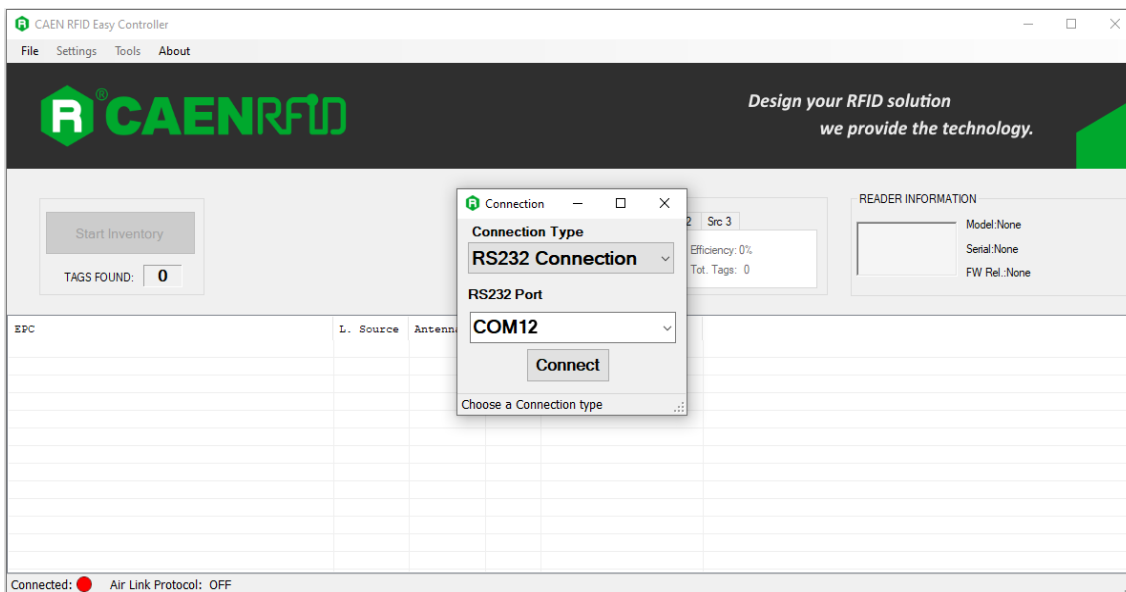 CAEN RFID Easy Controller
File Settings Tools About
R ® CAENRFID
Design your RFID solution
we provide the technology.
Connection
Connection Type
RS232 Connection
RS232 Port
COM12
Connect
Choose a Connection type
Start Inventory
TAGS FOUND: 0
2 Src 3
Efficiency: 0%
Tot. Tags: 0
READER INFORMATION
Model:None
Serial:None
FW Rel.:None
EPC L. Source Antenn
Connected: Air Link Protocol: OFF